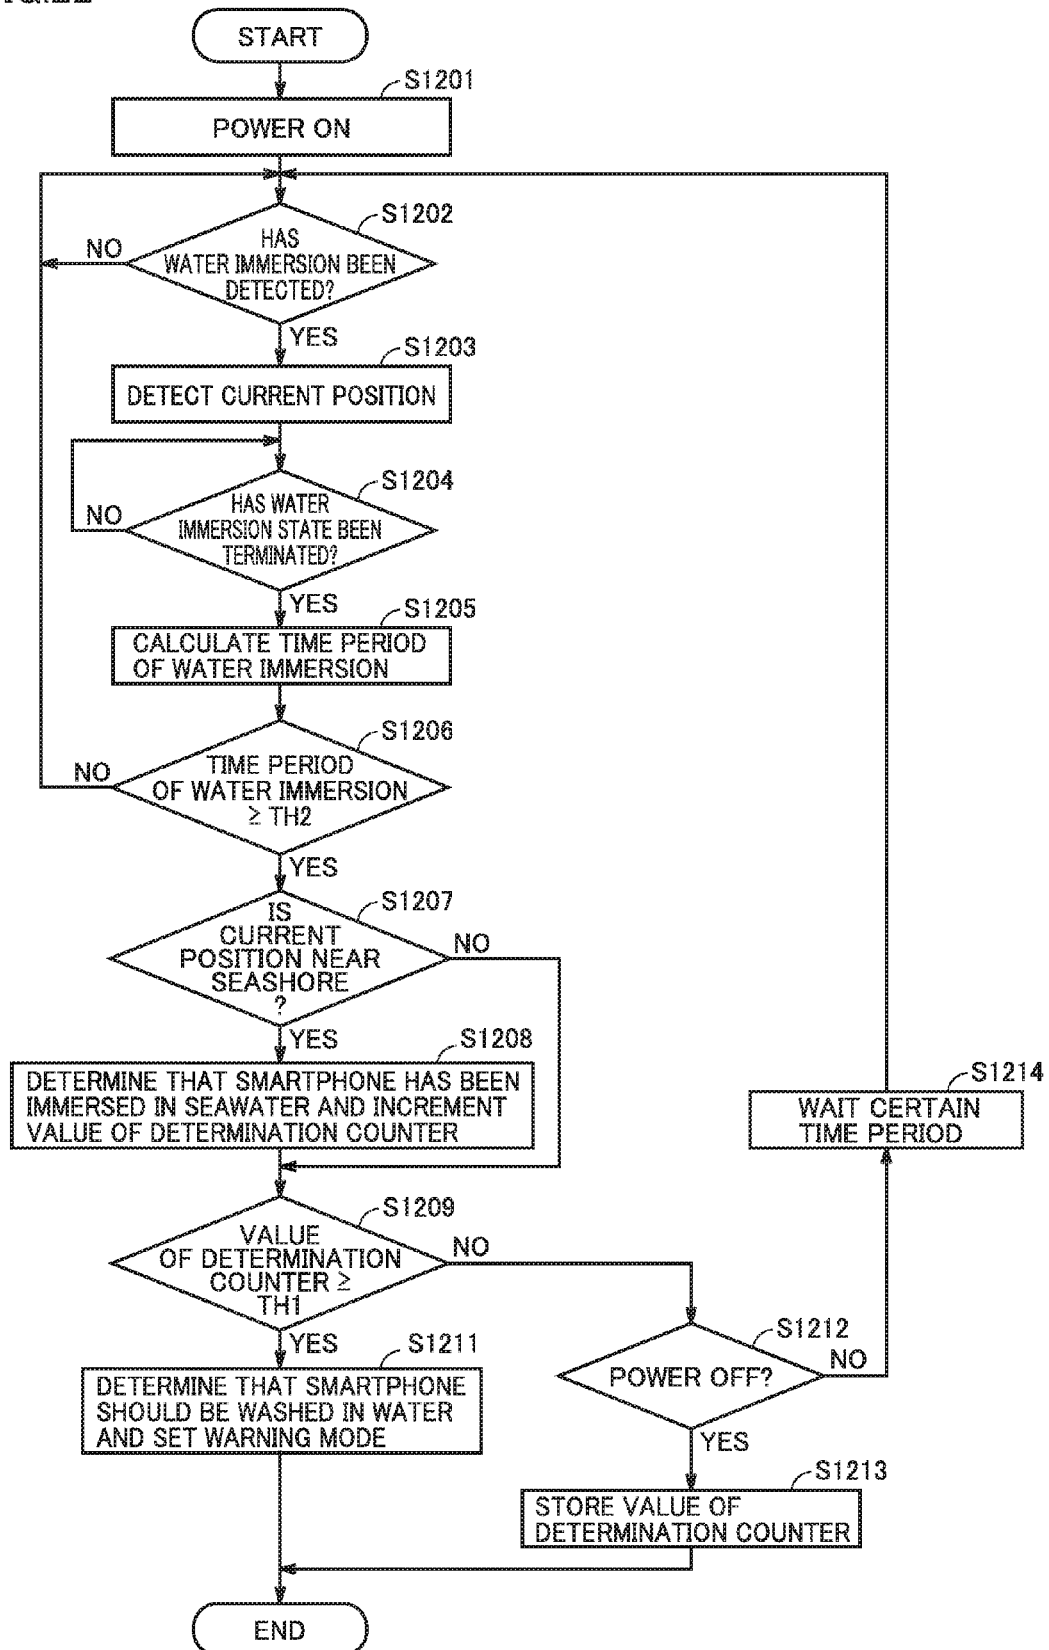 START
S1201
POWER ON
S1202
HAS
WATER IMMERSION BEEN
DETECTED?
NO
YES
S1203
DETECT CURRENT POSITION
S1204
HAS WATER
IMMERSION STATE BEEN
TERMINATED?
NO
YES
S1205
CALCULATE TIME PERIOD
OF WATER IMMERSION
S1206
TIME PERIOD
OF WATER IMMERSION
≥ TH2
NO
YES
S1207
IS
CURRENT
POSITION NEAR
SEASHORE
?
NO
YES
S1208
DETERMINE THAT SMARTPHONE HAS BEEN
IMMERSED IN SEAWATER AND INCREMENT
VALUE OF DETERMINATION COUNTER
S1214
WAIT CERTAIN
TIME PERIOD
S1209
VALUE
OF DETERMINATION
COUNTER ≥
TH1
NO
YES
S1211
DETERMINE THAT SMARTPHONE
SHOULD BE WASHED IN WATER
AND SET WARNING MODE
S1212
POWER OFF?
NO
YES
S1213
STORE VALUE OF
DETERMINATION COUNTER
END